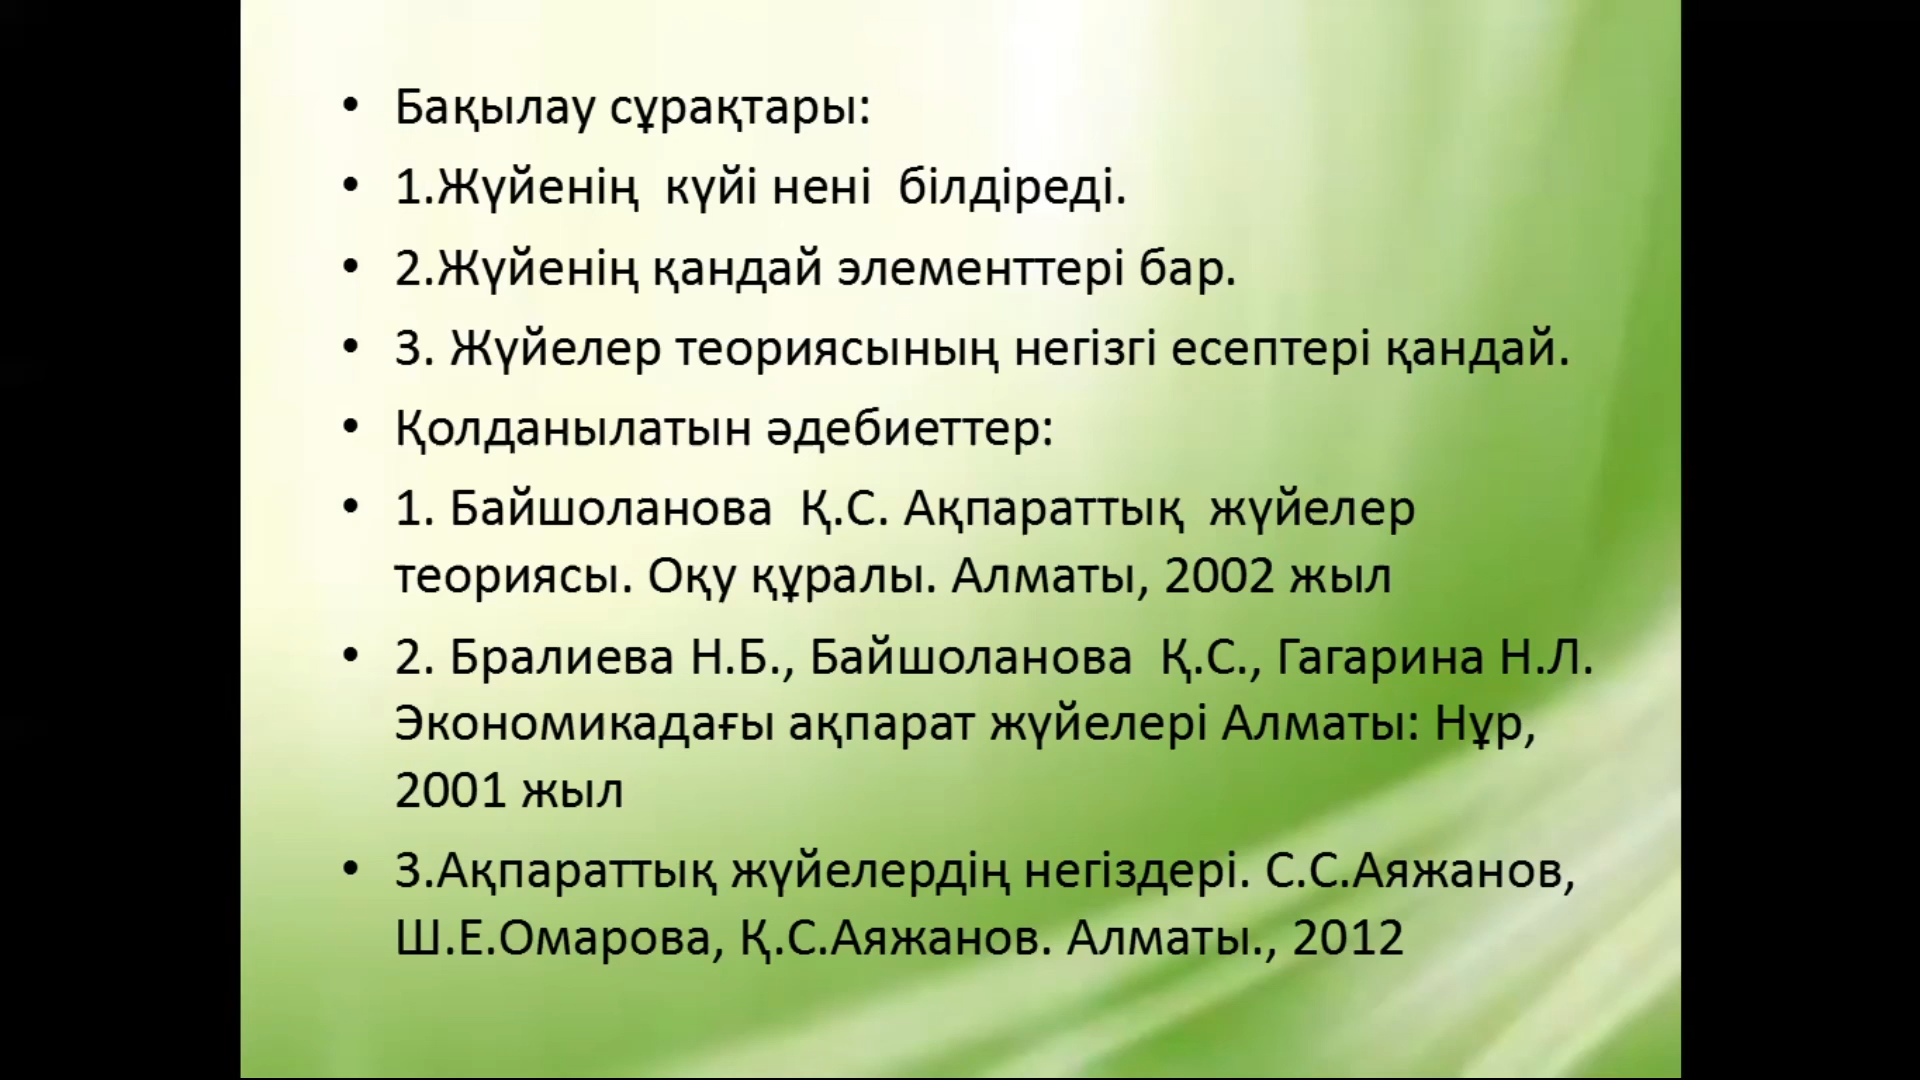 • Бақылау сұрақтары:
• 1.Жүйенің күйі нені білдіреді.
• 2.Жүйенің қандай элементтері бар.
• 3. Жүйелер теориясының негізгі есептері қандай.
• Қолданылатын әдебиеттер:
• 1. Байшоланова Қ.С. Ақпараттық жүйелер
теориясы. Оқу құралы. Алматы, 2002 жыл
• 2. Бралиева Н.Б., Байшоланова Қ.С., Гагарина Н.Л.
Экономикадағы ақпарат жүйелері Алматы: Нұр,
2001 жыл
• 3.Ақпараттық жүйелердің негіздері. С.С.Аяжанов,
Ш.Е.Омарова, Қ.С.Аяжанов. Алматы., 2012